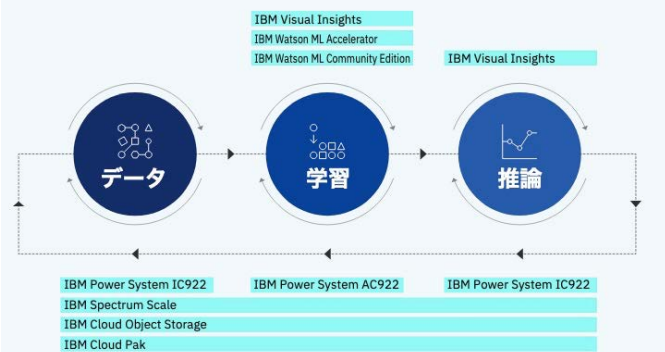 IBM Visual Insights
IBM Watson ML Accelerator
IBM Watson ML Community Edition
IBM Visual Insights
データ
学習
推論
IBM Power System IC922
IBM Power System AC922
IBM Power System IC922
IBM Spectrum Scale
IBM Cloud Object Storage
IBM Cloud Pak